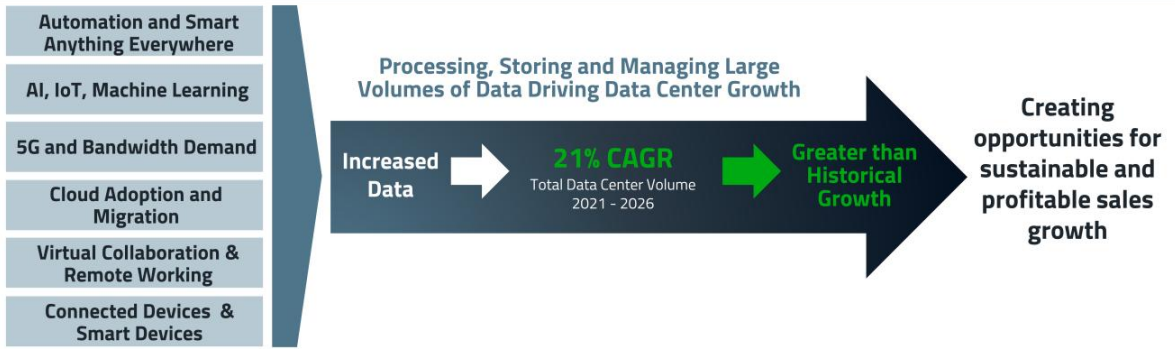 Automation and Smart
Anything Everywhere
AI, IoT, Machine Learning
5G and Bandwidth Demand
Cloud Adoption and
Migration
Virtual Collaboration &
Remote Working
Connected Devices &
Smart Devices
Processing, Storing and Managing Large
Volumes of Data Driving Data Center Growth
Increased
Data
21% CAGR
Total Data Center Volume
2021 - 2026
Greater than
Historical
Growth
Creating
opportunities for
sustainable and
profitable sales
growth